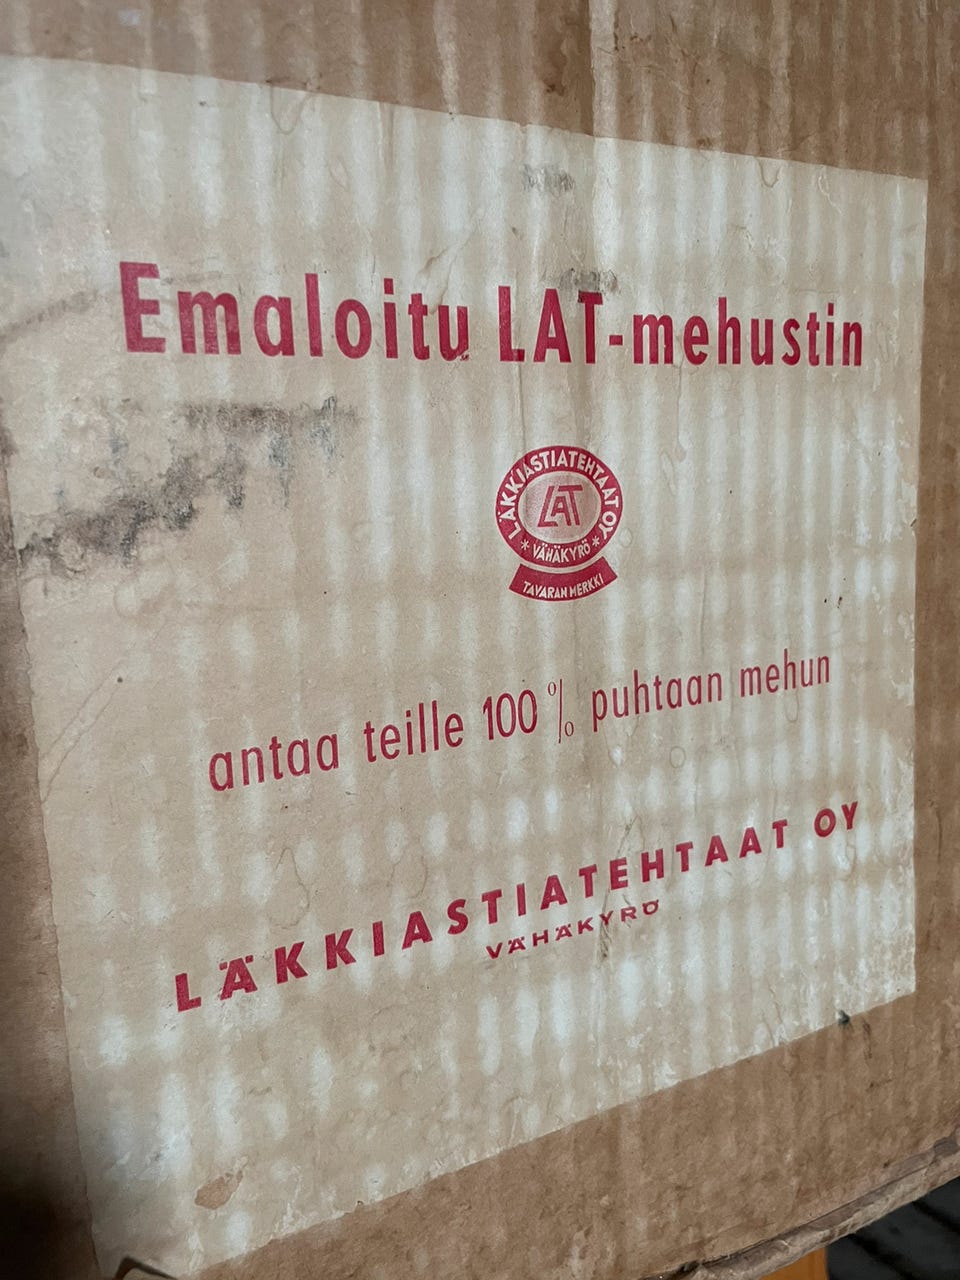 Emaloitu LAT-mehustin
LÄKKIASTIATEHTAAT OY
LAT
* VÄHÄKYRÖ *
TAVARAN MERKKI
antaa teille 100 % puhtaan mehun
LÄKKIASTIATEHTAAT OY
VÄHÄKYRÖ